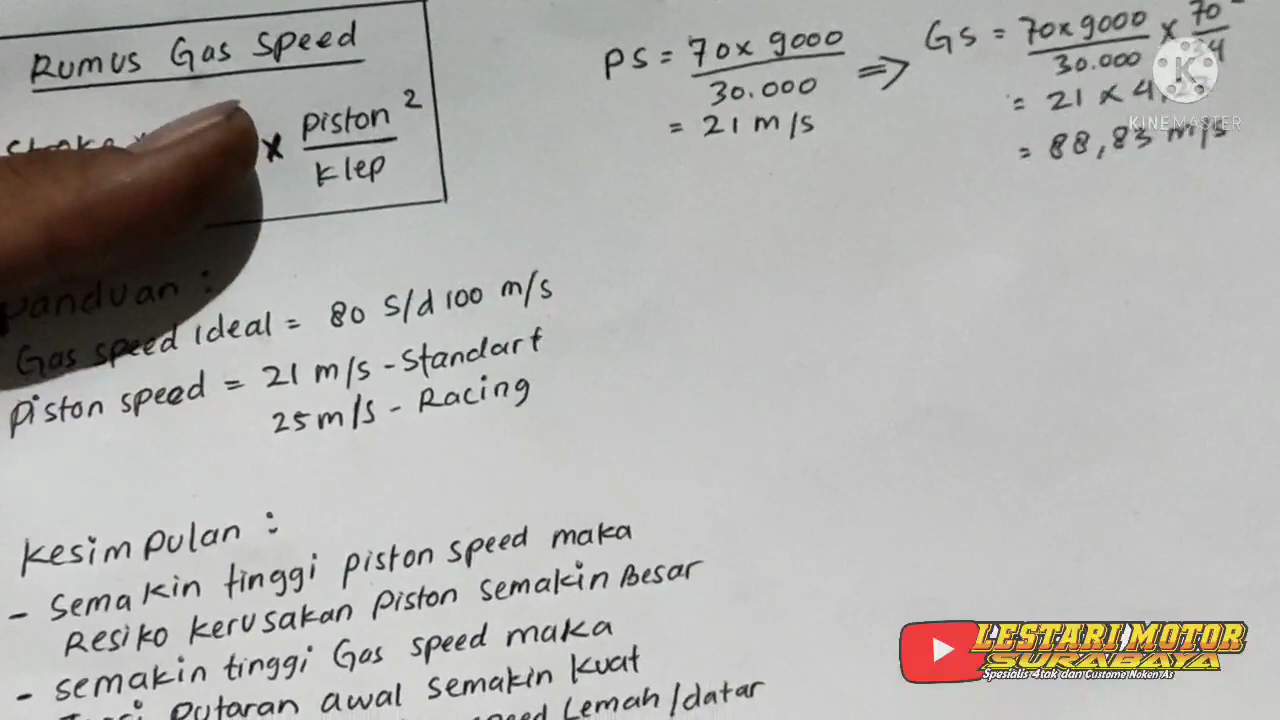 Rumus Gas Speed
x Piston 2
Klep
PS = 70 x 9000
30.000
= 21 m/s
=> GS = 70 x 9000 x 70
30.000
= 21 x 4,
= 88,83 m/s
Panduan :
Gas speed ideal = 80 S/d 100 m/s
Piston speed = 21 m/s - Standart
25 m/s - Racing
Kesimpulan :
- Semakin tinggi piston speed maka
Resiko kerusakan piston semakin Besar
- semakin tinggi Gas speed maka
putaran awal semakin kuat
Lemah/datar
K
KINEMASTER
LESTARI MOTOR
SURABAYA
Spesialis 4tak dan Custome Noken As